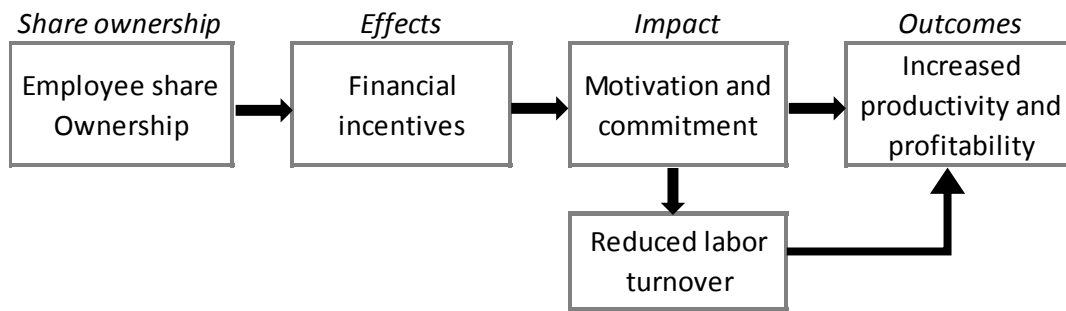 Share ownership
Effects
Impact
Outcomes
Employee share
Ownership
Financial
incentives
Motivation and
commitment
Increased
productivity and
profitability
Reduced labor
turnover